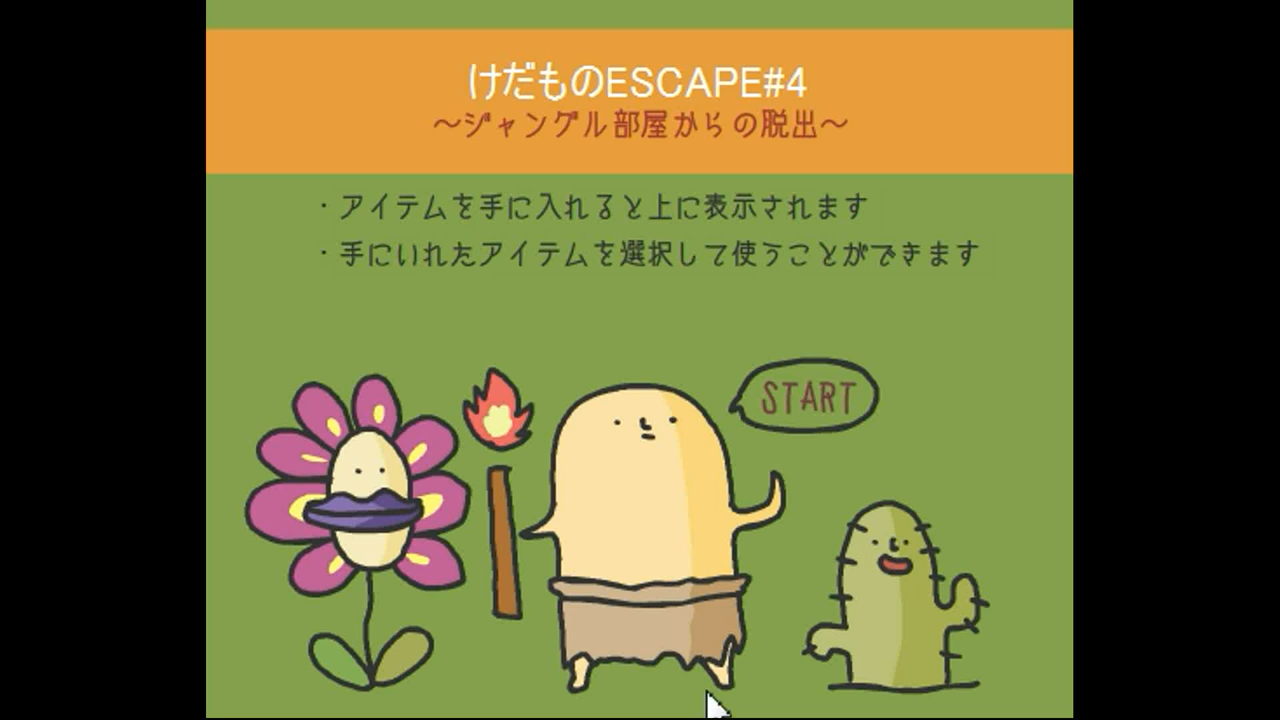 けだものESCAPE#4
～ジャングル部屋からの脱出～
・アイテムを手に入れると上に表示されます
・手にいれたアイテムを選択して使うことができます
START